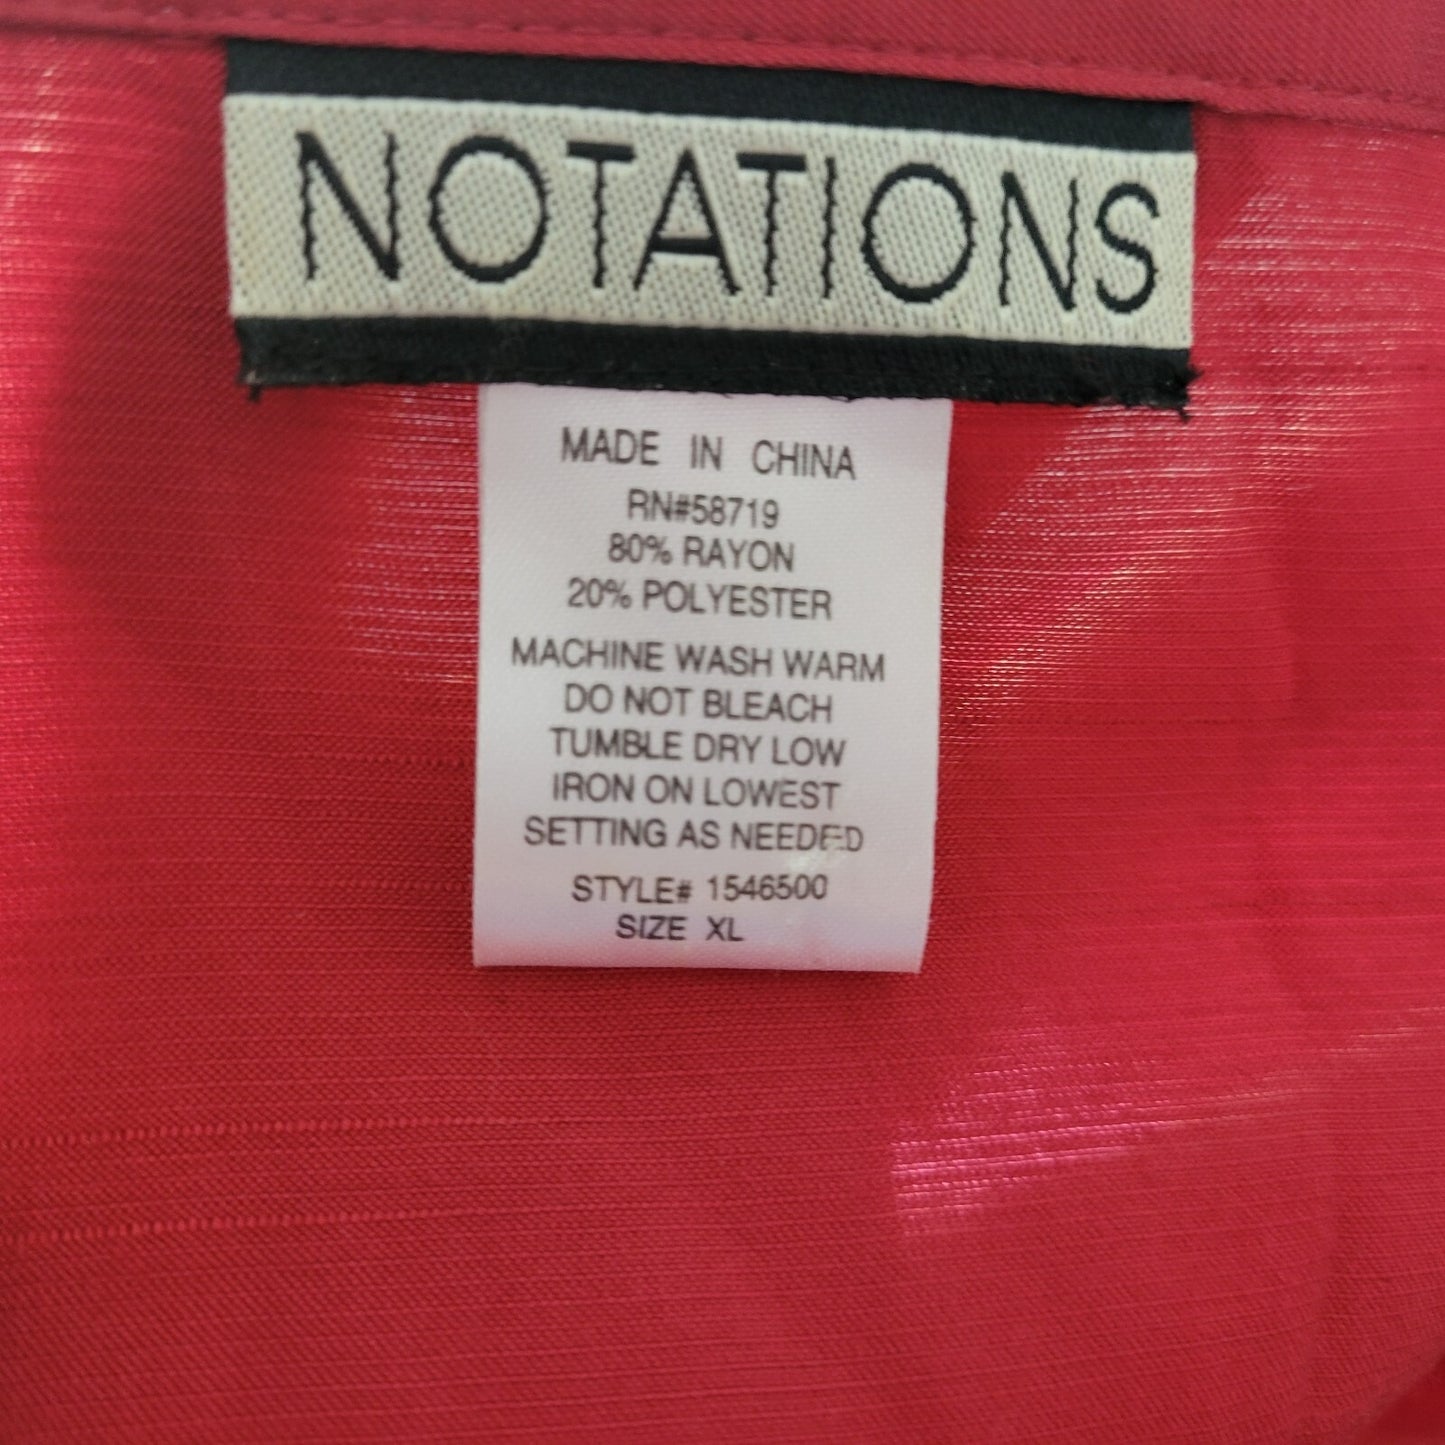 NOTATIONS
MADE IN CHINA
RN#58719
80% RAYON
20% POLYESTER
MACHINE WASH WARM
DO NOT BLEACH
TUMBLE DRY LOW
IRON ON LOWEST
SETTING AS NEEDED
STYLE# 1546500
SIZE XL